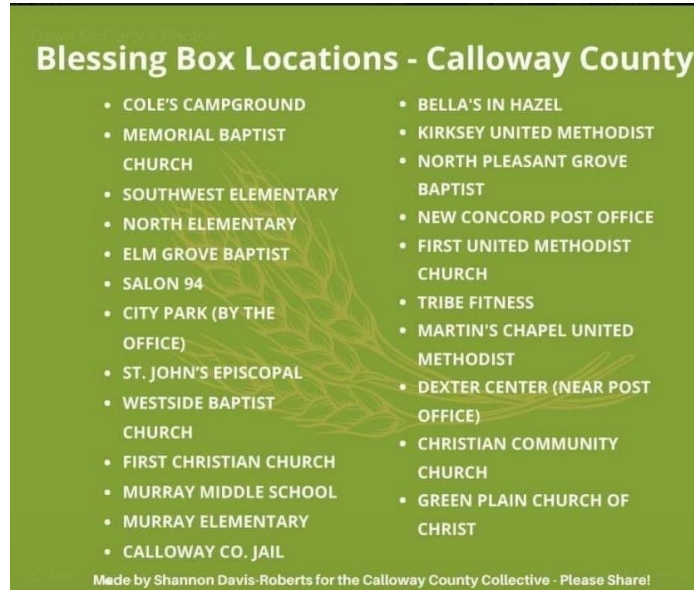 Dawn McCamy's Photos
Blessing Box Locations - Calloway County
• COLE'S CAMPGROUND
• MEMORIAL BAPTIST
CHURCH
• SOUTHWEST ELEMENTARY
• NORTH ELEMENTARY
• ELM GROVE BAPTIST
• SALON 94
• CITY PARK (BY THE
OFFICE)
• ST. JOHN'S EPISCOPAL
• WESTSIDE BAPTIST
CHURCH
• FIRST CHRISTIAN CHURCH
• MURRAY MIDDLE SCHOOL
• MURRAY ELEMENTARY
• CALLOWAY CO. JAIL
• BELLA'S IN HAZEL
• KIRKSEY UNITED METHODIST
• NORTH PLEASANT GROVE
BAPTIST
• NEW CONCORD POST OFFICE
• FIRST UNITED METHODIST
CHURCH
• TRIBE FITNESS
• MARTIN'S CHAPEL UNITED
METHODIST
• DEXTER CENTER (NEAR POST
OFFICE)
• CHRISTIAN COMMUNITY
CHURCH
• GREEN PLAIN CHURCH OF
CHRIST
Made by Shannon Davis-Roberts for the Calloway County Collective - Please Share!